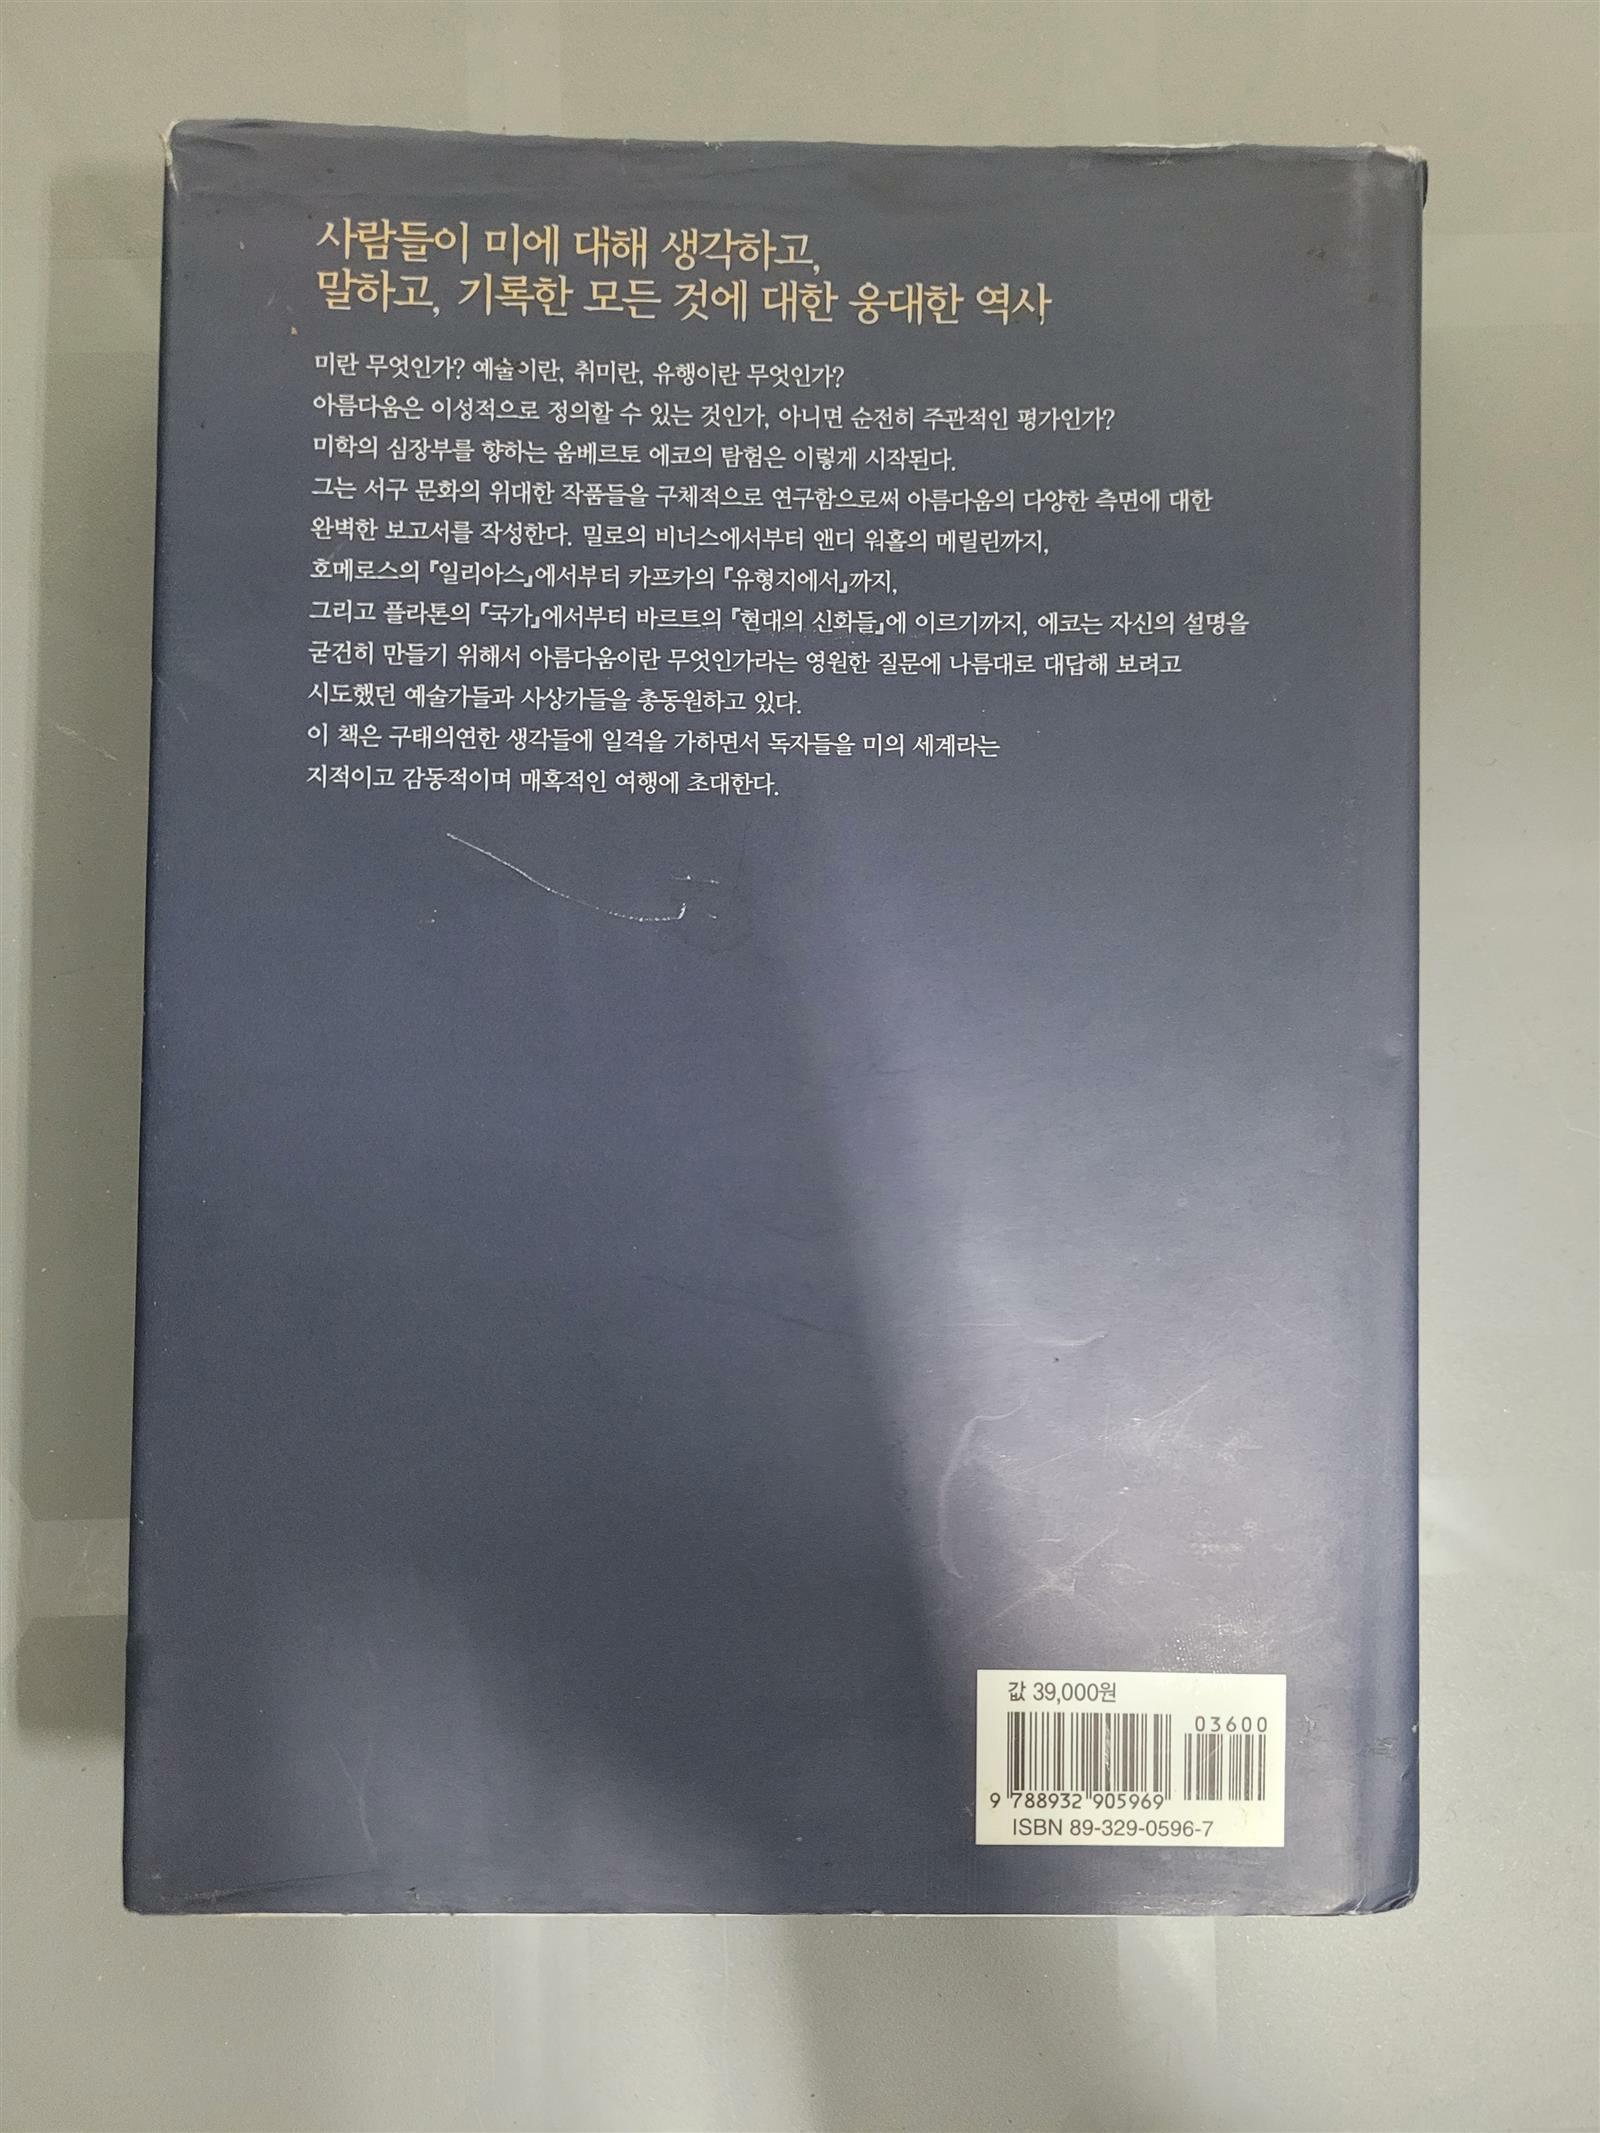 사람들이 미에 대해 생각하고,
말하고, 기록한 모든 것에 대한 웅대한 역사
미란 무엇인가? 예술이란, 취미란, 유행이란 무엇인가?
아름다움은 이성적으로 정의할 수 있는 것인가, 아니면 순전히 주관적인 평가인가?
미학의 심장부를 향하는 움베르토 에코의 탐험은 이렇게 시작된다.
그는 서구 문화의 위대한 작품들을 구체적으로 연구함으로써 아름다움의 다양한 측면에 대한
완벽한 보고서를 작성한다. 밀로의 비너스에서부터 앤디 워홀의 메릴린까지,
호메로스의 『일리아스』에서부터 카프카의 『유형지에서』까지,
그리고 플라톤의 『국가』에서부터 바르트의 『현대의 신화들』에 이르기까지, 에코는 자신의 설명을
굳건히 만들기 위해서 아름다움이란 무엇인가라는 영원한 질문에 나름대로 대답해 보려고
시도했던 예술가들과 사상가들을 총동원하고 있다.
이 책은 구태의연한 생각들에 일격을 가하면서 독자들을 미의 세계라는
지적이고 감동적이며 매혹적인 여행에 초대한다.
값 39,000원
03600
9 788932 905969
ISBN 89-329-0596-7